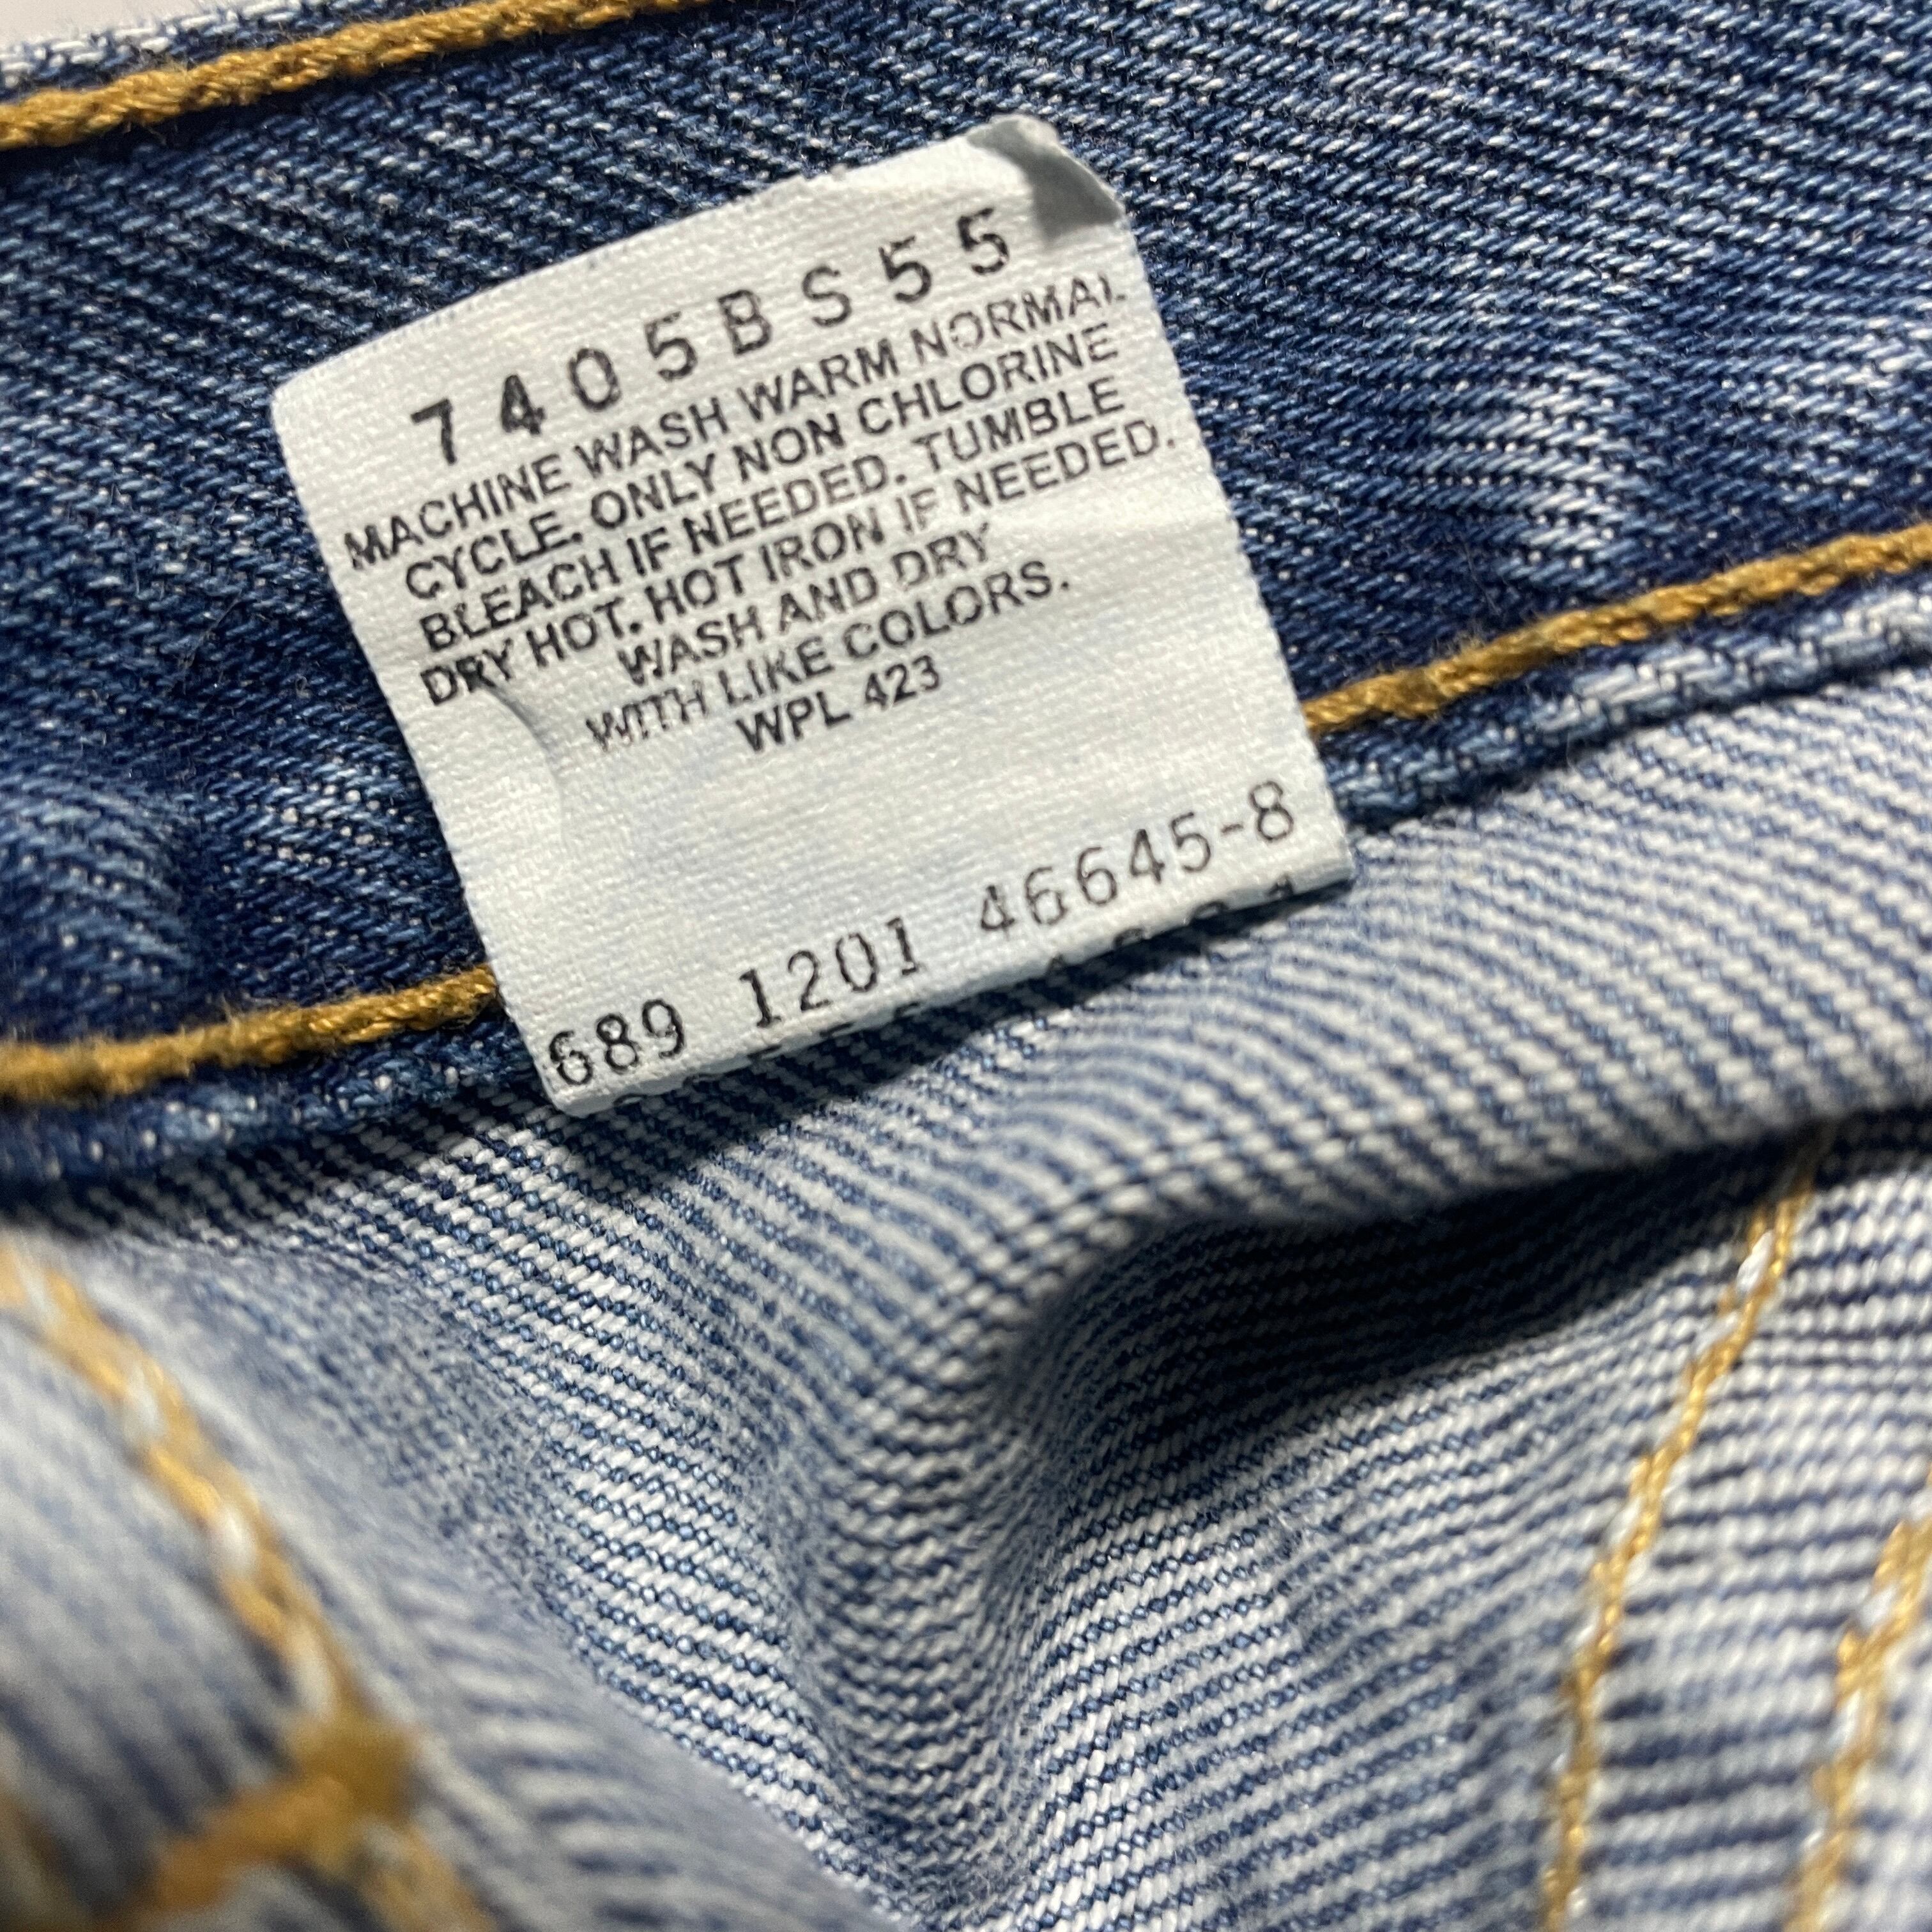 7405BS55
MACHINE WASH WARM NORMAL
CYCLE. ONLY NON CHLORINE
BLEACH IF NEEDED. TUMBLE
DRY HOT. HOT IRON IF NEEDED.
WASH AND DRY
WITH LIKE COLORS.
WPL 423
689 1201 46645-8